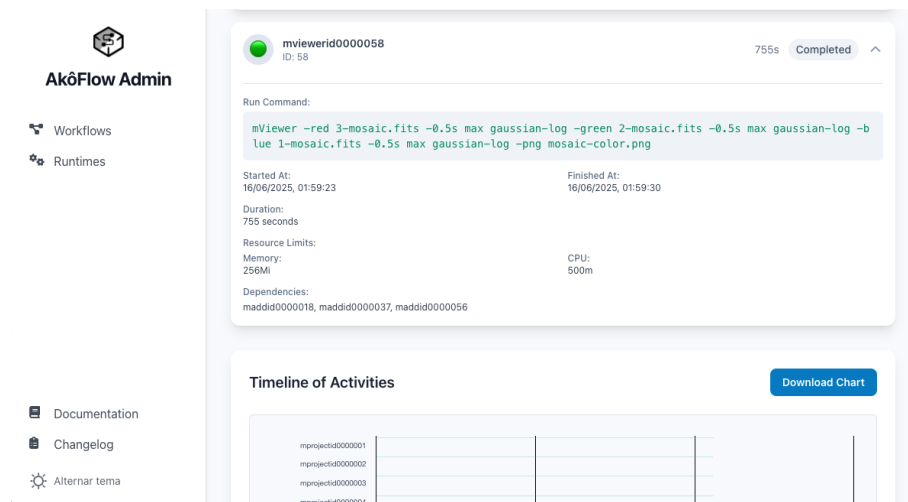 AkôFlow Admin
Workflows
Runtimes
Documentation
Changelog
Alternar tema
mviewerid0000058
ID: 58
755s Completed
Run Command:
mViewer -red 3-mosaic.fits -0.5s max gaussian-log -green 2-mosaic.fits -0.5s max gaussian-log -b
lue 1-mosaic.fits -0.5s max gaussian-log -png mosaic-color.png
Started At:
16/06/2025, 01:59:23
Finished At:
16/06/2025, 01:59:30
Duration:
755 seconds
Resource Limits:
Memory:
256Mi
CPU:
500m
Dependencies:
maddid0000018, maddid0000037, maddid0000056
Timeline of Activities
Download Chart
mprojectid0000001
mprojectid0000002
mprojectid0000003